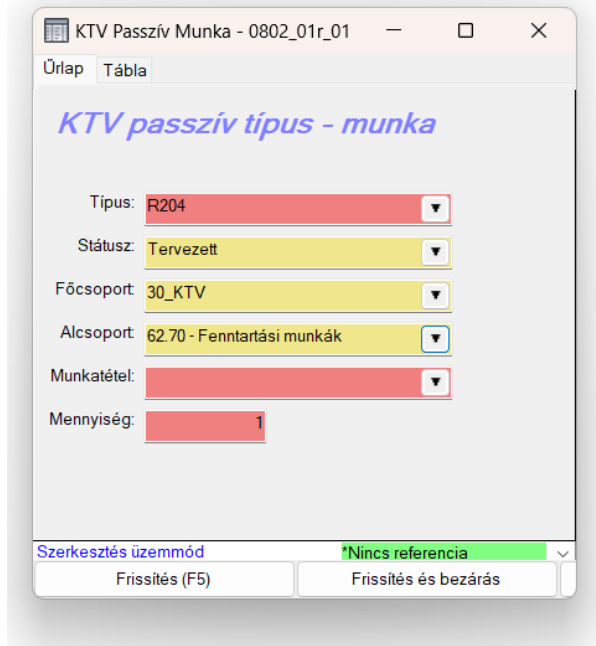 KTV Passzív Munka - 0802_01r_01
Űrlap Tábla
KTV passzív típus - munka
Típus: R204
Státusz: Tervezett
Főcsoport: 30_KTV
Alcsoport: 62.70 - Fenntartási munkák
Munkatétel:
Mennyiség: 1
Szerkesztés üzemmód *Nincs referencia
Frissítés (F5) Frissítés és bezárás